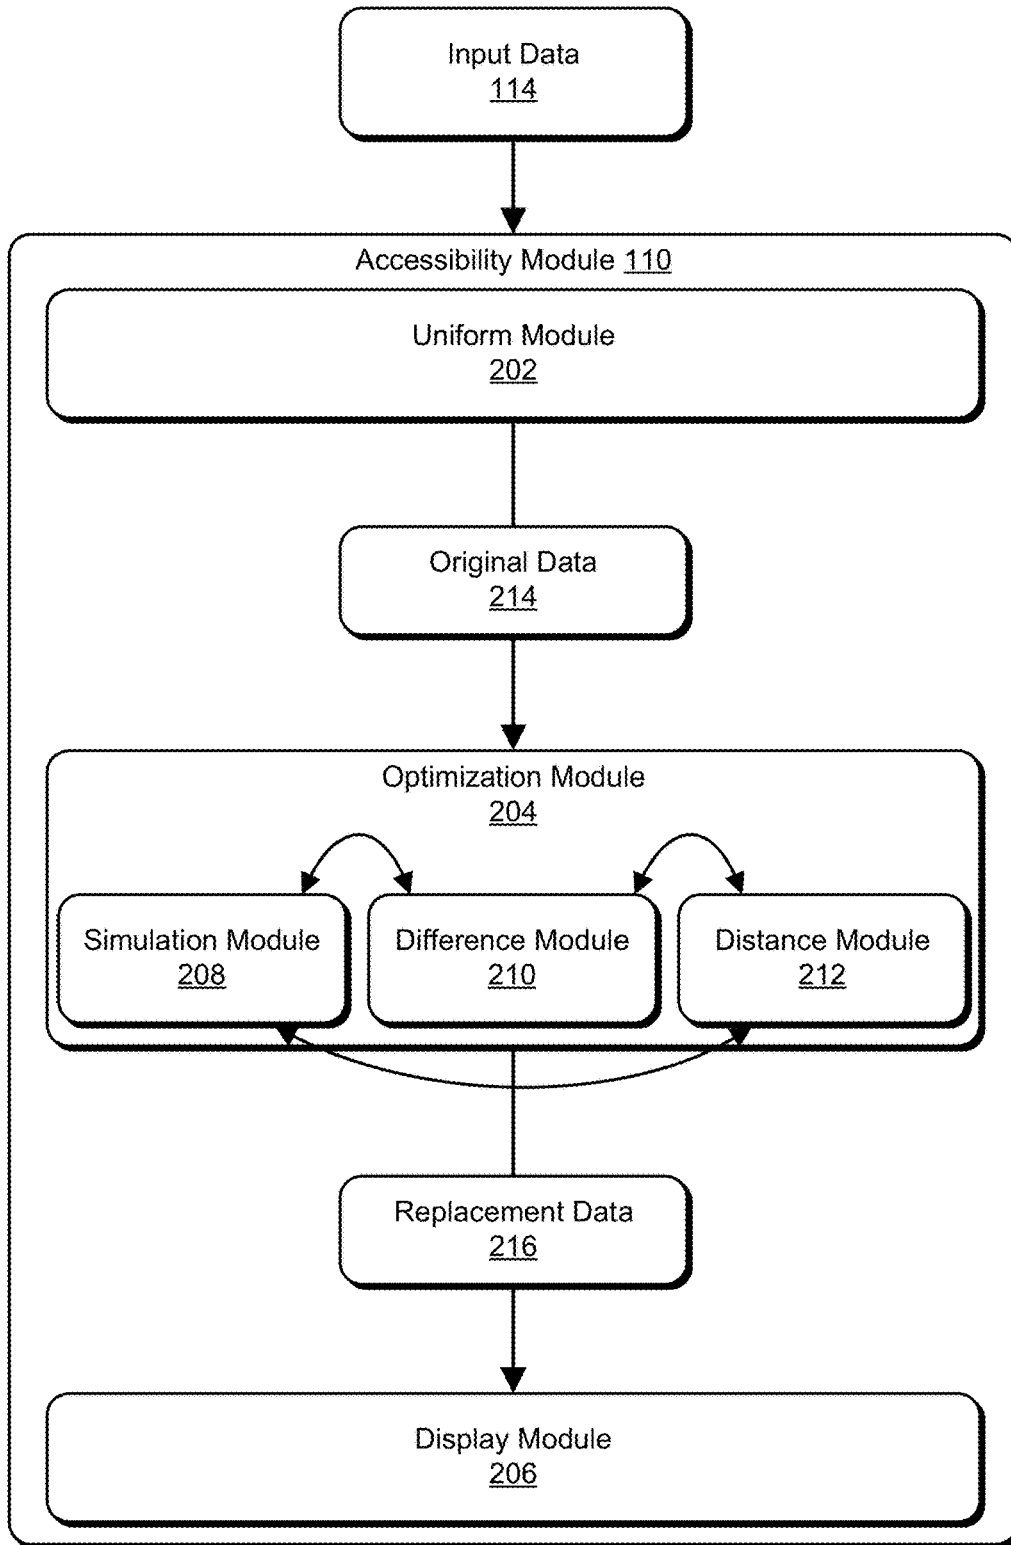 Input Data
114
Accessibility Module 110
Uniform Module
202
Original Data
214
Optimization Module
204
Simulation Module
208
Difference Module
210
Distance Module
212
Replacement Data
216
Display Module
206